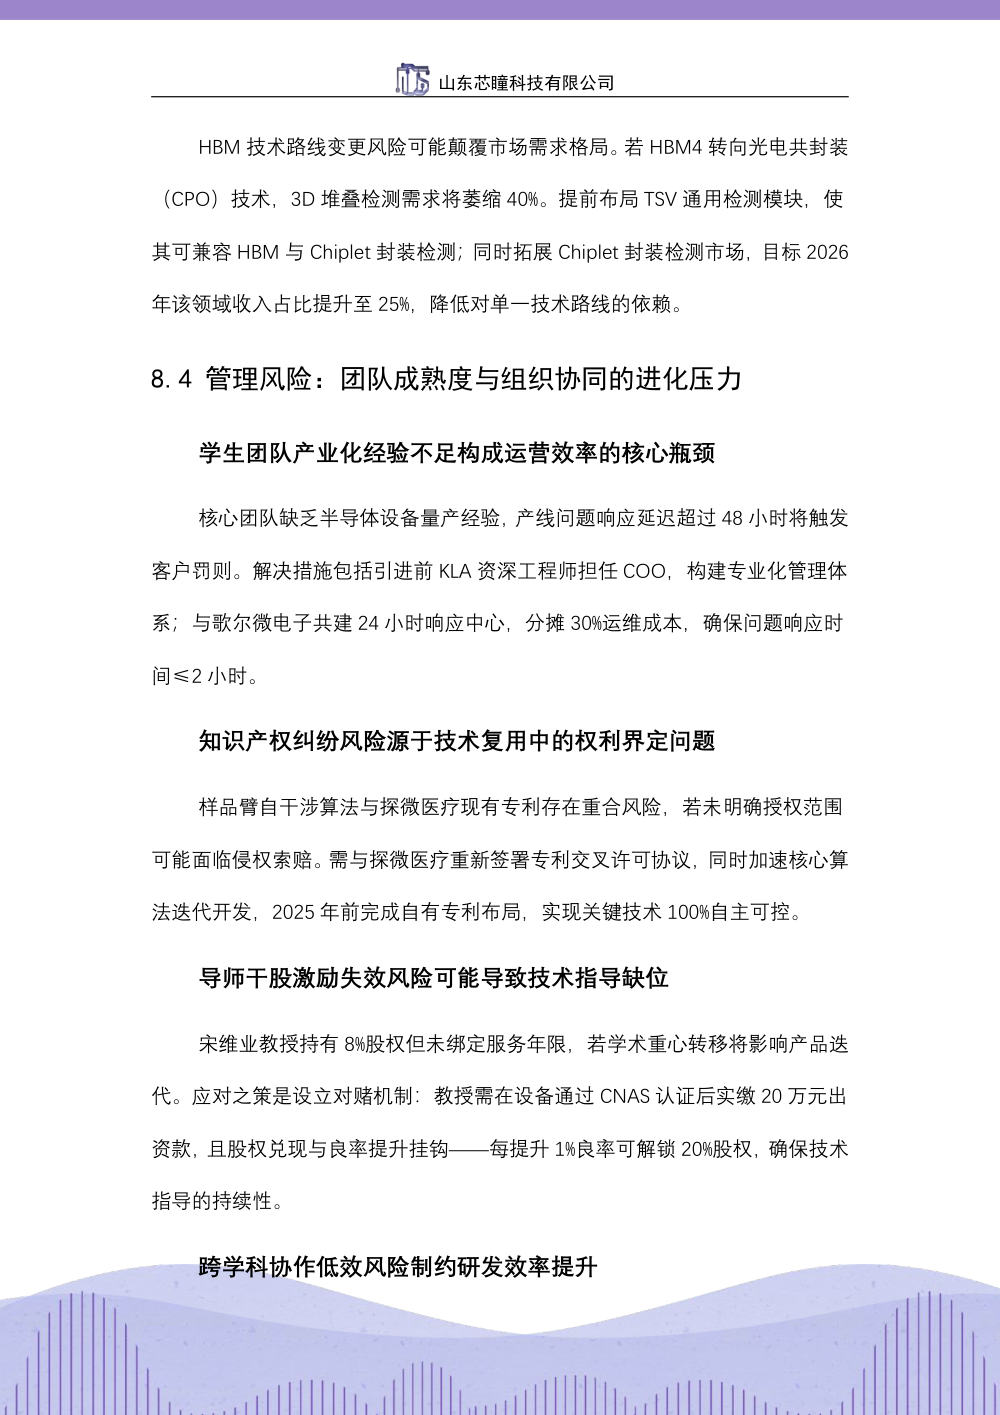 山东芯瞳科技有限公司
HBM 技术路线变更风险可能颠覆市场需求格局。若 HBM4 转向光电共封装
（CPO）技术，3D 堆叠检测需求将萎缩 40%。提前布局 TSV 通用检测模块，使
其可兼容 HBM 与 Chiplet 封装检测；同时拓展 Chiplet 封装检测市场，目标 2026
年该领域收入占比提升至 25%，降低对单一技术路线的依赖。
8.4 管理风险：团队成熟度与组织协同的进化压力
学生团队产业化经验不足构成运营效率的核心瓶颈
核心团队缺乏半导体设备量产经验，产线问题响应延迟超过 48 小时将触发
客户罚则。解决措施包括引进前 KLA 资深工程师担任 COO，构建专业化管理体
系；与歌尔微电子共建 24 小时响应中心，分摊 30%运维成本，确保问题响应时
间≤2 小时。
知识产权纠纷风险源于技术复用中的权利界定问题
样品臂自干涉算法与探微医疗现有专利存在重合风险，若未明确授权范围
可能面临侵权索赔。需与探微医疗重新签署专利交叉许可协议，同时加速核心算
法迭代开发，2025 年前完成自有专利布局，实现关键技术 100%自主可控。
导师干股激励失效风险可能导致技术指导缺位
宋维业教授持有 8%股权但未绑定服务年限，若学术重心转移将影响产品迭
代。应对之策是设立对赌机制：教授需在设备通过 CNAS 认证后实缴 20 万元出
资款，且股权兑现与良率提升挂钩——每提升 1%良率可解锁 20%股权，确保技术
指导的持续性。
跨学科协作低效风险制约研发效率提升